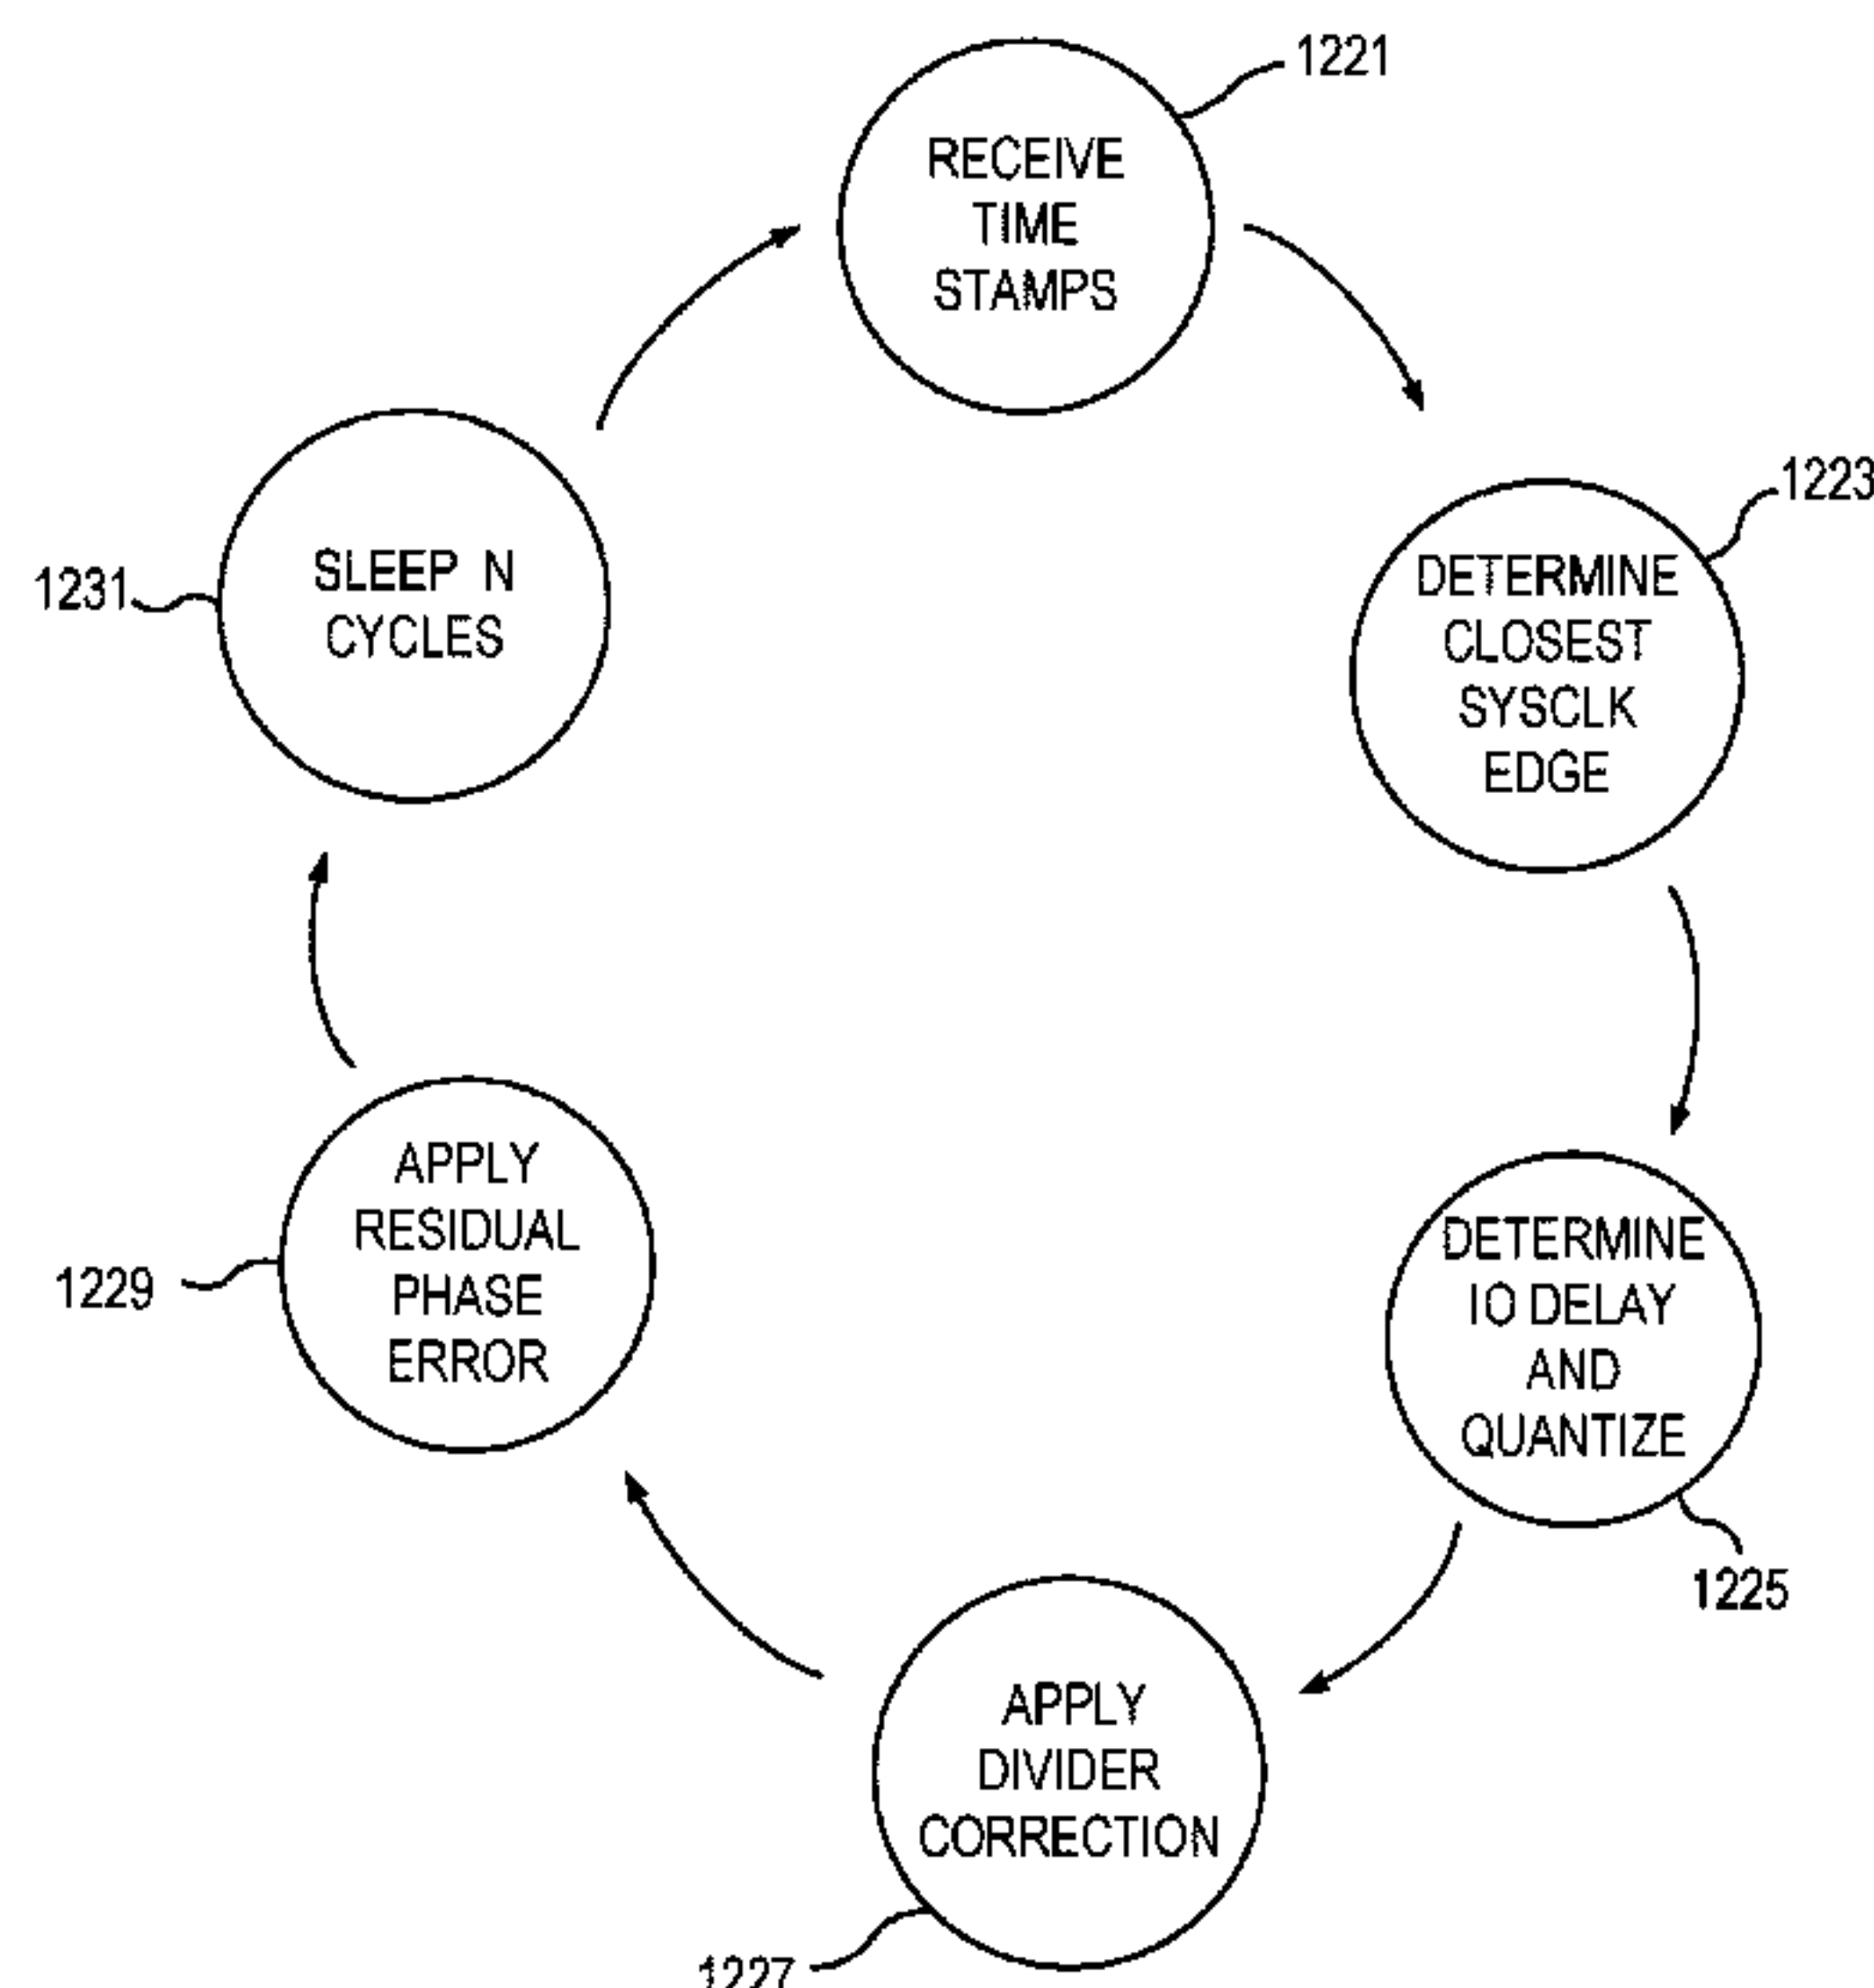 1221
RECEIVE
TIME
STAMPS
1223
DETERMINE
CLOSEST
SYSCLK
EDGE
DETERMINE
IO DELAY
AND
QUANTIZE
1225
APPLY
DIVIDER
CORRECTION
1227
APPLY
RESIDUAL
PHASE
ERROR
1229
SLEEP N
CYCLES
1231